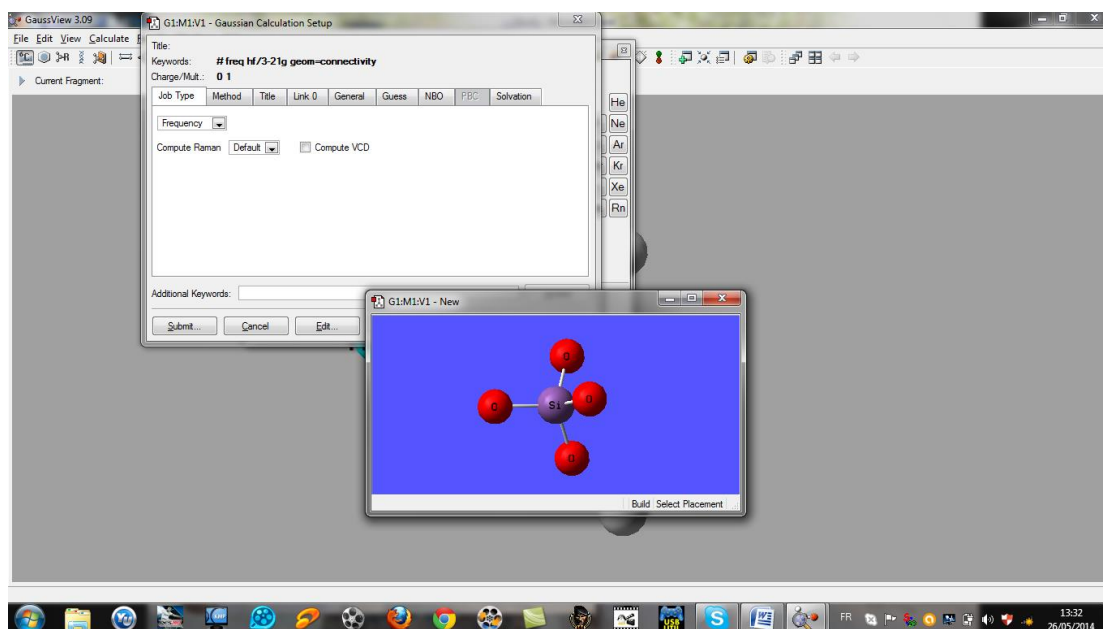 GaussView 3.09
File Edit View Calculate
Current Fragment:
G1:M1:V1 - Gaussian Calculation Setup
Title:
Keywords: # freq hf/3-21g geom=connectivity
Charge/Mult.: 0 1
Job Type Method Title Link 0 General Guess NBO PBC Solvation
Frequency
Compute Raman Default Compute VCD
Additional Keywords:
Submit... Cancel Edit...
He
Ne
Ar
Kr
Xe
Rn
G1:M1:V1 - New
O
O Si O
O
Build Select Placement
FR 13:32
26/05/2014